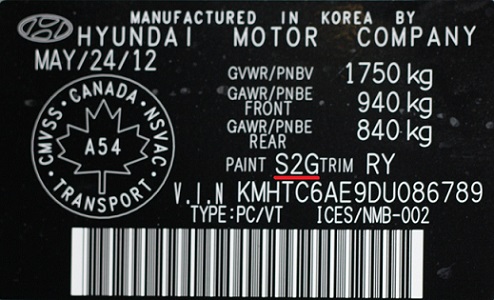 MANUFACTURED IN KOREA BY
HYUNDAI MOTOR COMPANY
MAY/24/12
GVWR/PNBV 1750 kg
GAWR/PNBE FRONT 940 kg
GAWR/PNBE REAR 840 kg
CMVSS · CANADA · NSVAC
A54
TRANSPORT
PAINT S2G TRIM RY
V.I.N KMHTC6AE9DU086789
TYPE:PC/VT ICES/NMB-002